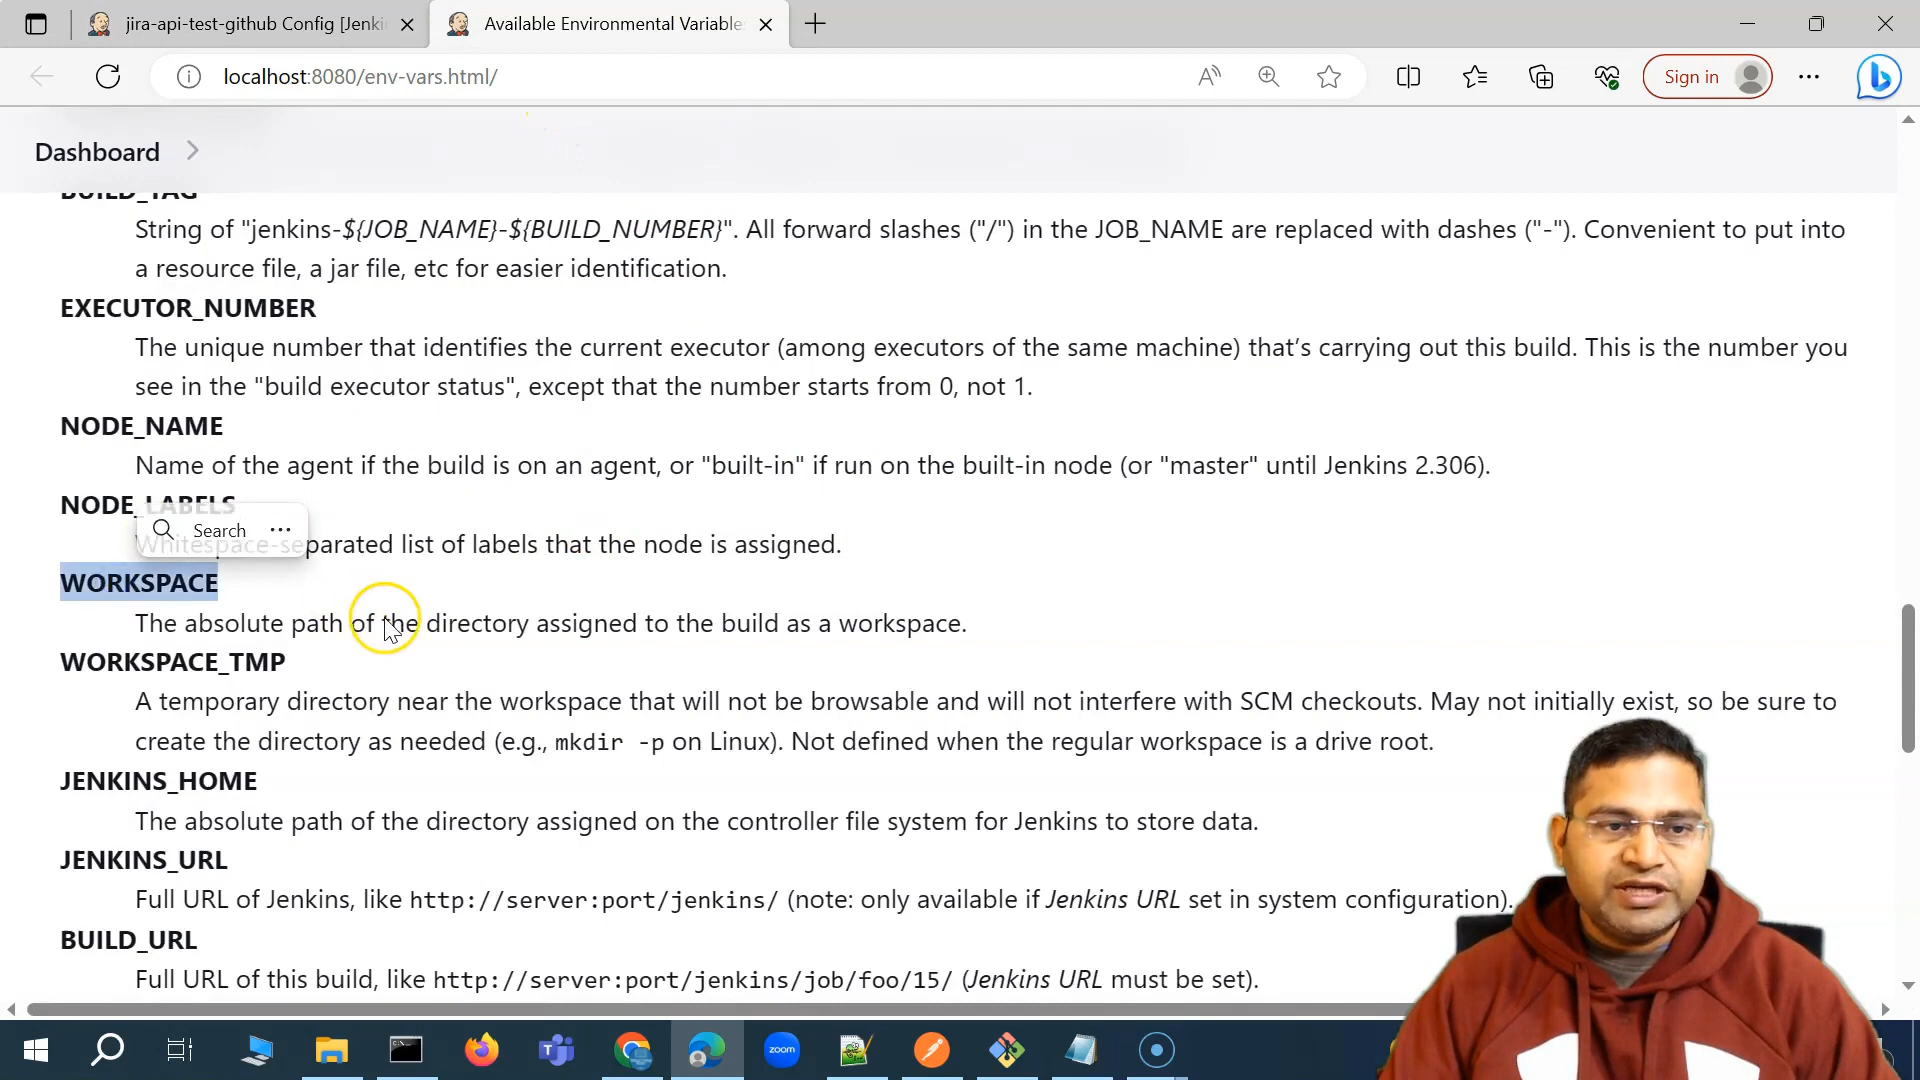 jira-api-test-github Config [Jenki
Available Environmental Variable
localhost:8080/env-vars.html/
Sign in
Dashboard
BUILD_TAG
String of "jenkins-${JOB_NAME}-${BUILD_NUMBER}". All forward slashes ("/") in the JOB_NAME are replaced with dashes ("-"). Convenient to put into
a resource file, a jar file, etc for easier identification.
EXECUTOR_NUMBER
The unique number that identifies the current executor (among executors of the same machine) that's carrying out this build. This is the number you
see in the "build executor status", except that the number starts from 0, not 1.
NODE_NAME
Name of the agent if the build is on an agent, or "built-in" if run on the built-in node (or "master" until Jenkins 2.306).
NODE_LABELS
Search
Whitespace-separated list of labels that the node is assigned.
WORKSPACE
The absolute path of the directory assigned to the build as a workspace.
WORKSPACE_TMP
A temporary directory near the workspace that will not be browsable and will not interfere with SCM checkouts. May not initially exist, so be sure to
create the directory as needed (e.g., mkdir -p on Linux). Not defined when the regular workspace is a drive root.
JENKINS_HOME
The absolute path of the directory assigned on the controller file system for Jenkins to store data.
JENKINS_URL
Full URL of Jenkins, like http://server:port/jenkins/ (note: only available if Jenkins URL set in system configuration).
BUILD_URL
Full URL of this build, like http://server:port/jenkins/job/foo/15/ (Jenkins URL must be set).
zoom